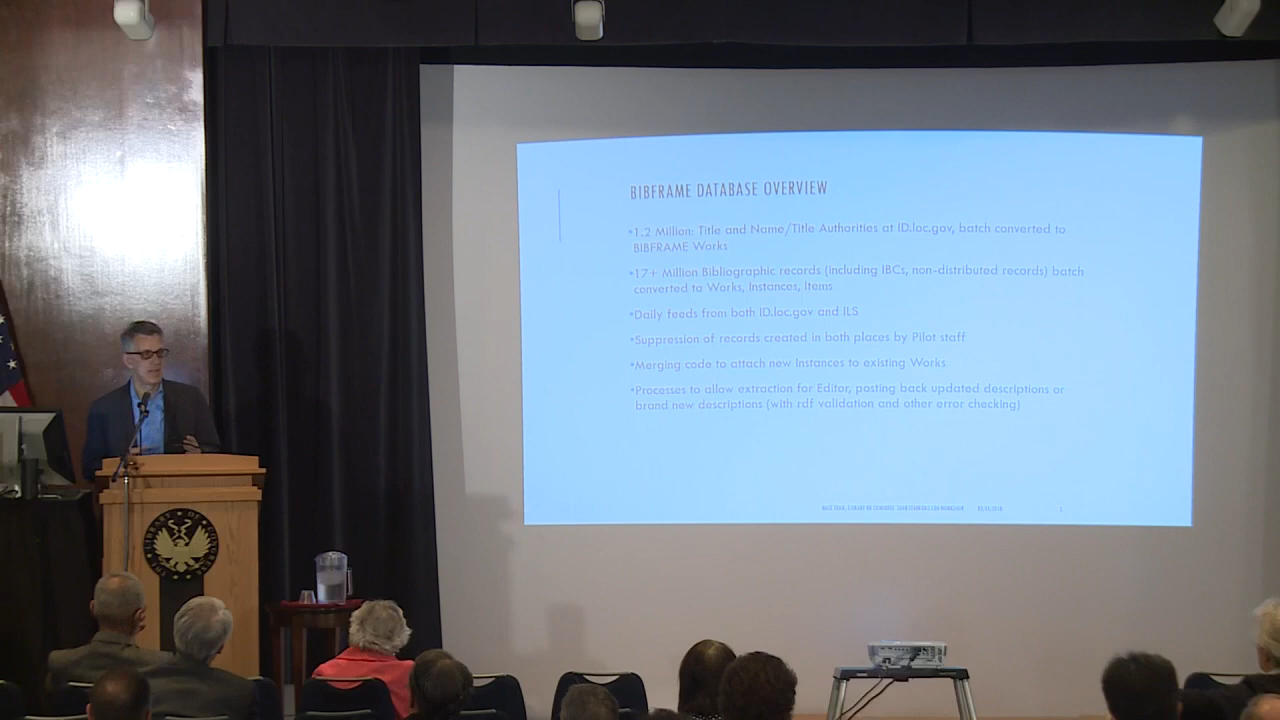 BIBFRAME DATABASE OVERVIEW
•1.2 Million: Title and Name/Title Authorities at ID.loc.gov, batch converted to
BIBFRAME Works
•17+ Million Bibliographic records (including IBCs, non-distributed records) batch
converted to Works, Instances, Items
•Daily feeds from both ID.loc.gov and ILS
•Suppression of records created in both places by Pilot staff
•Merging code to attach new Instances to existing Works
•Processes to allow extraction for Editor, posting back updated descriptions or
brand new descriptions (with rdf validation and other error checking)
THE LIBRARY OF CONGRESS